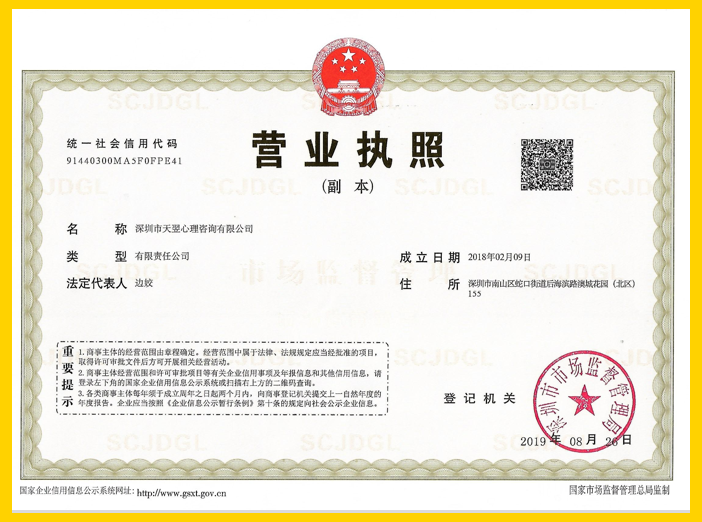 统一社会信用代码
91440300MA5F0FPE41
营业执照
(副 本)
名 称 深圳市天翌心理咨询有限公司
类 型 有限责任公司
法定代表人 边姣
成立日期 2018年02月09日
住 所 深圳市南山区蛇口街道后海滨路澳城花园(北区)
155
重要提示
1.商事主体的经营范围由章程确定。经营范围中属于法律、法规规定应当经批准的项目,
取得许可审批文件后方可开展相关经营活动。
2.商事主体经营范围和许可审批项目等有关企业信用事项及年报信息和其他信用信息,请
登录左下角的国家企业信用信息公示系统或扫描右上方的二维码查询。
3.各类商事主体每年须于成立周年之日起两个月内,向商事登记机关提交上一自然年度的
年度报告。企业应当按照《企业信息公示暂行条例》第十条的规定向社会公示企业信息。
登记机关
深圳市市场监督管理局
2019年 08月 26日
国家企业信用信息公示系统网址:http://www.gsxt.gov.cn
国家市场监督管理总局监制
SCJDGL
市场监督管理